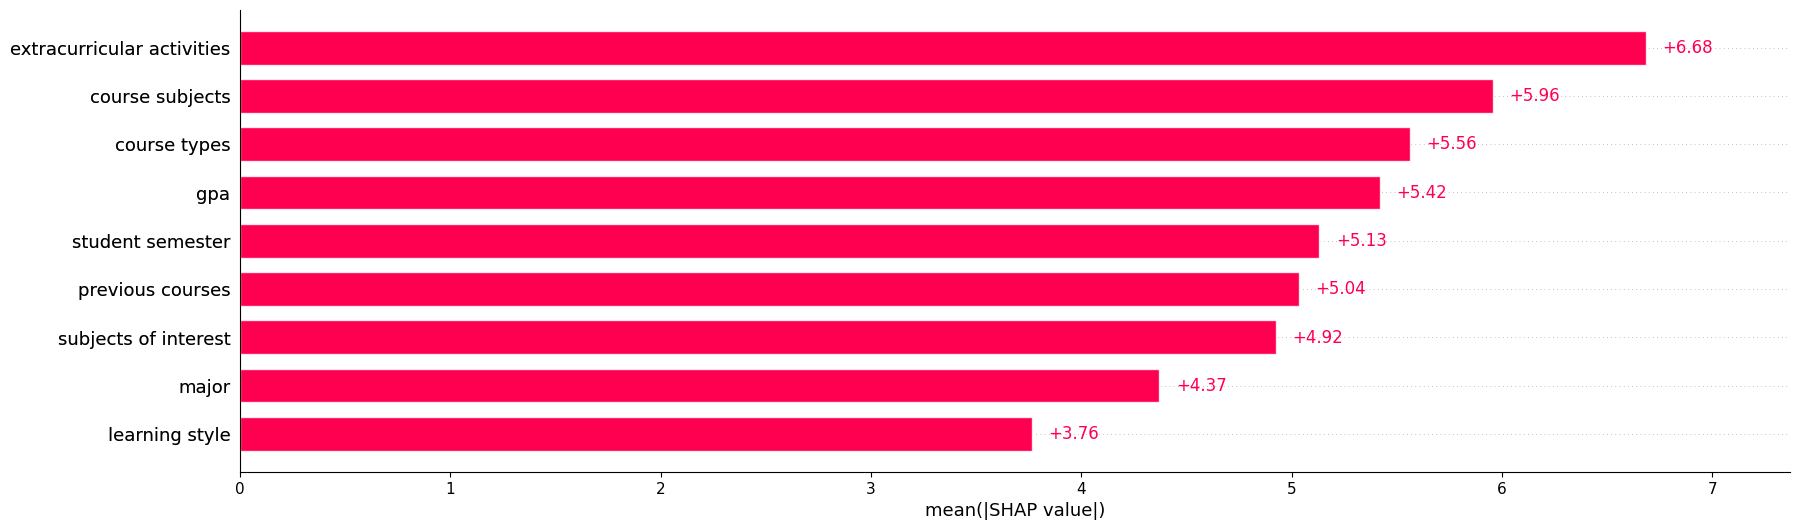 extracurricular activities +6.68
course subjects +5.96
course types +5.56
gpa +5.42
student semester +5.13
previous courses +5.04
subjects of interest +4.92
major +4.37
learning style +3.76
0 1 2 3 4 5 6 7
mean(|SHAP value|)